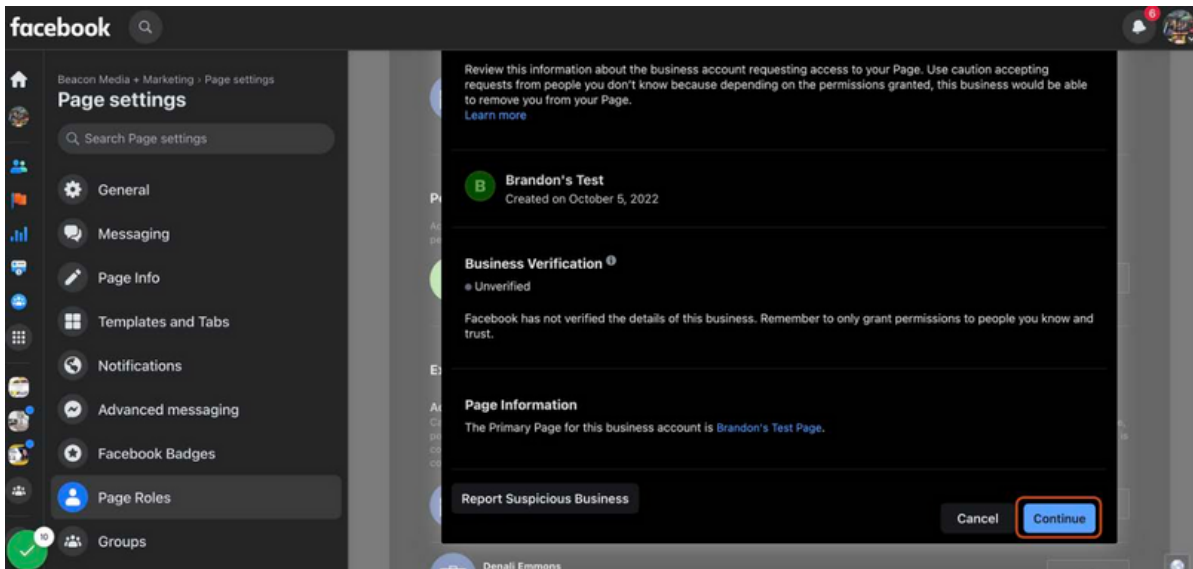 facebook
6
Beacon Media + Marketing › Page settings
Page settings
Search Page settings
General
Messaging
Page Info
Templates and Tabs
Notifications
Advanced messaging
Facebook Badges
Page Roles
Groups
10
Review this information about the business account requesting access to your Page. Use caution accepting
requests from people you don't know because depending on the permissions granted, this business would be able
to remove you from your Page.
Learn more
B
Brandon's Test
Created on October 5, 2022
Business Verification
Unverified
Facebook has not verified the details of this business. Remember to only grant permissions to people you know and
trust.
Page Information
The Primary Page for this business account is Brandon's Test Page.
Report Suspicious Business
Cancel
Continue
Denali Emmons